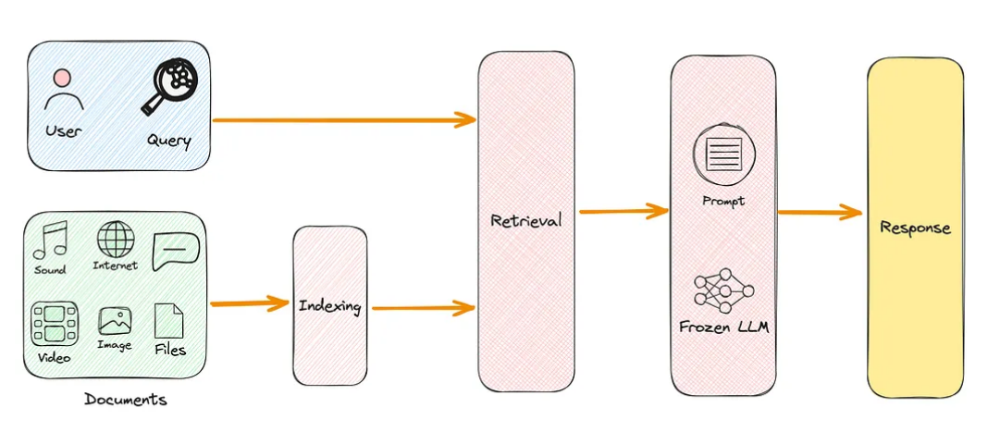 User
Query
Sound
Internet
Video
Image
Files
Documents
Indexing
Retrieval
Prompt
Frozen LLM
Response